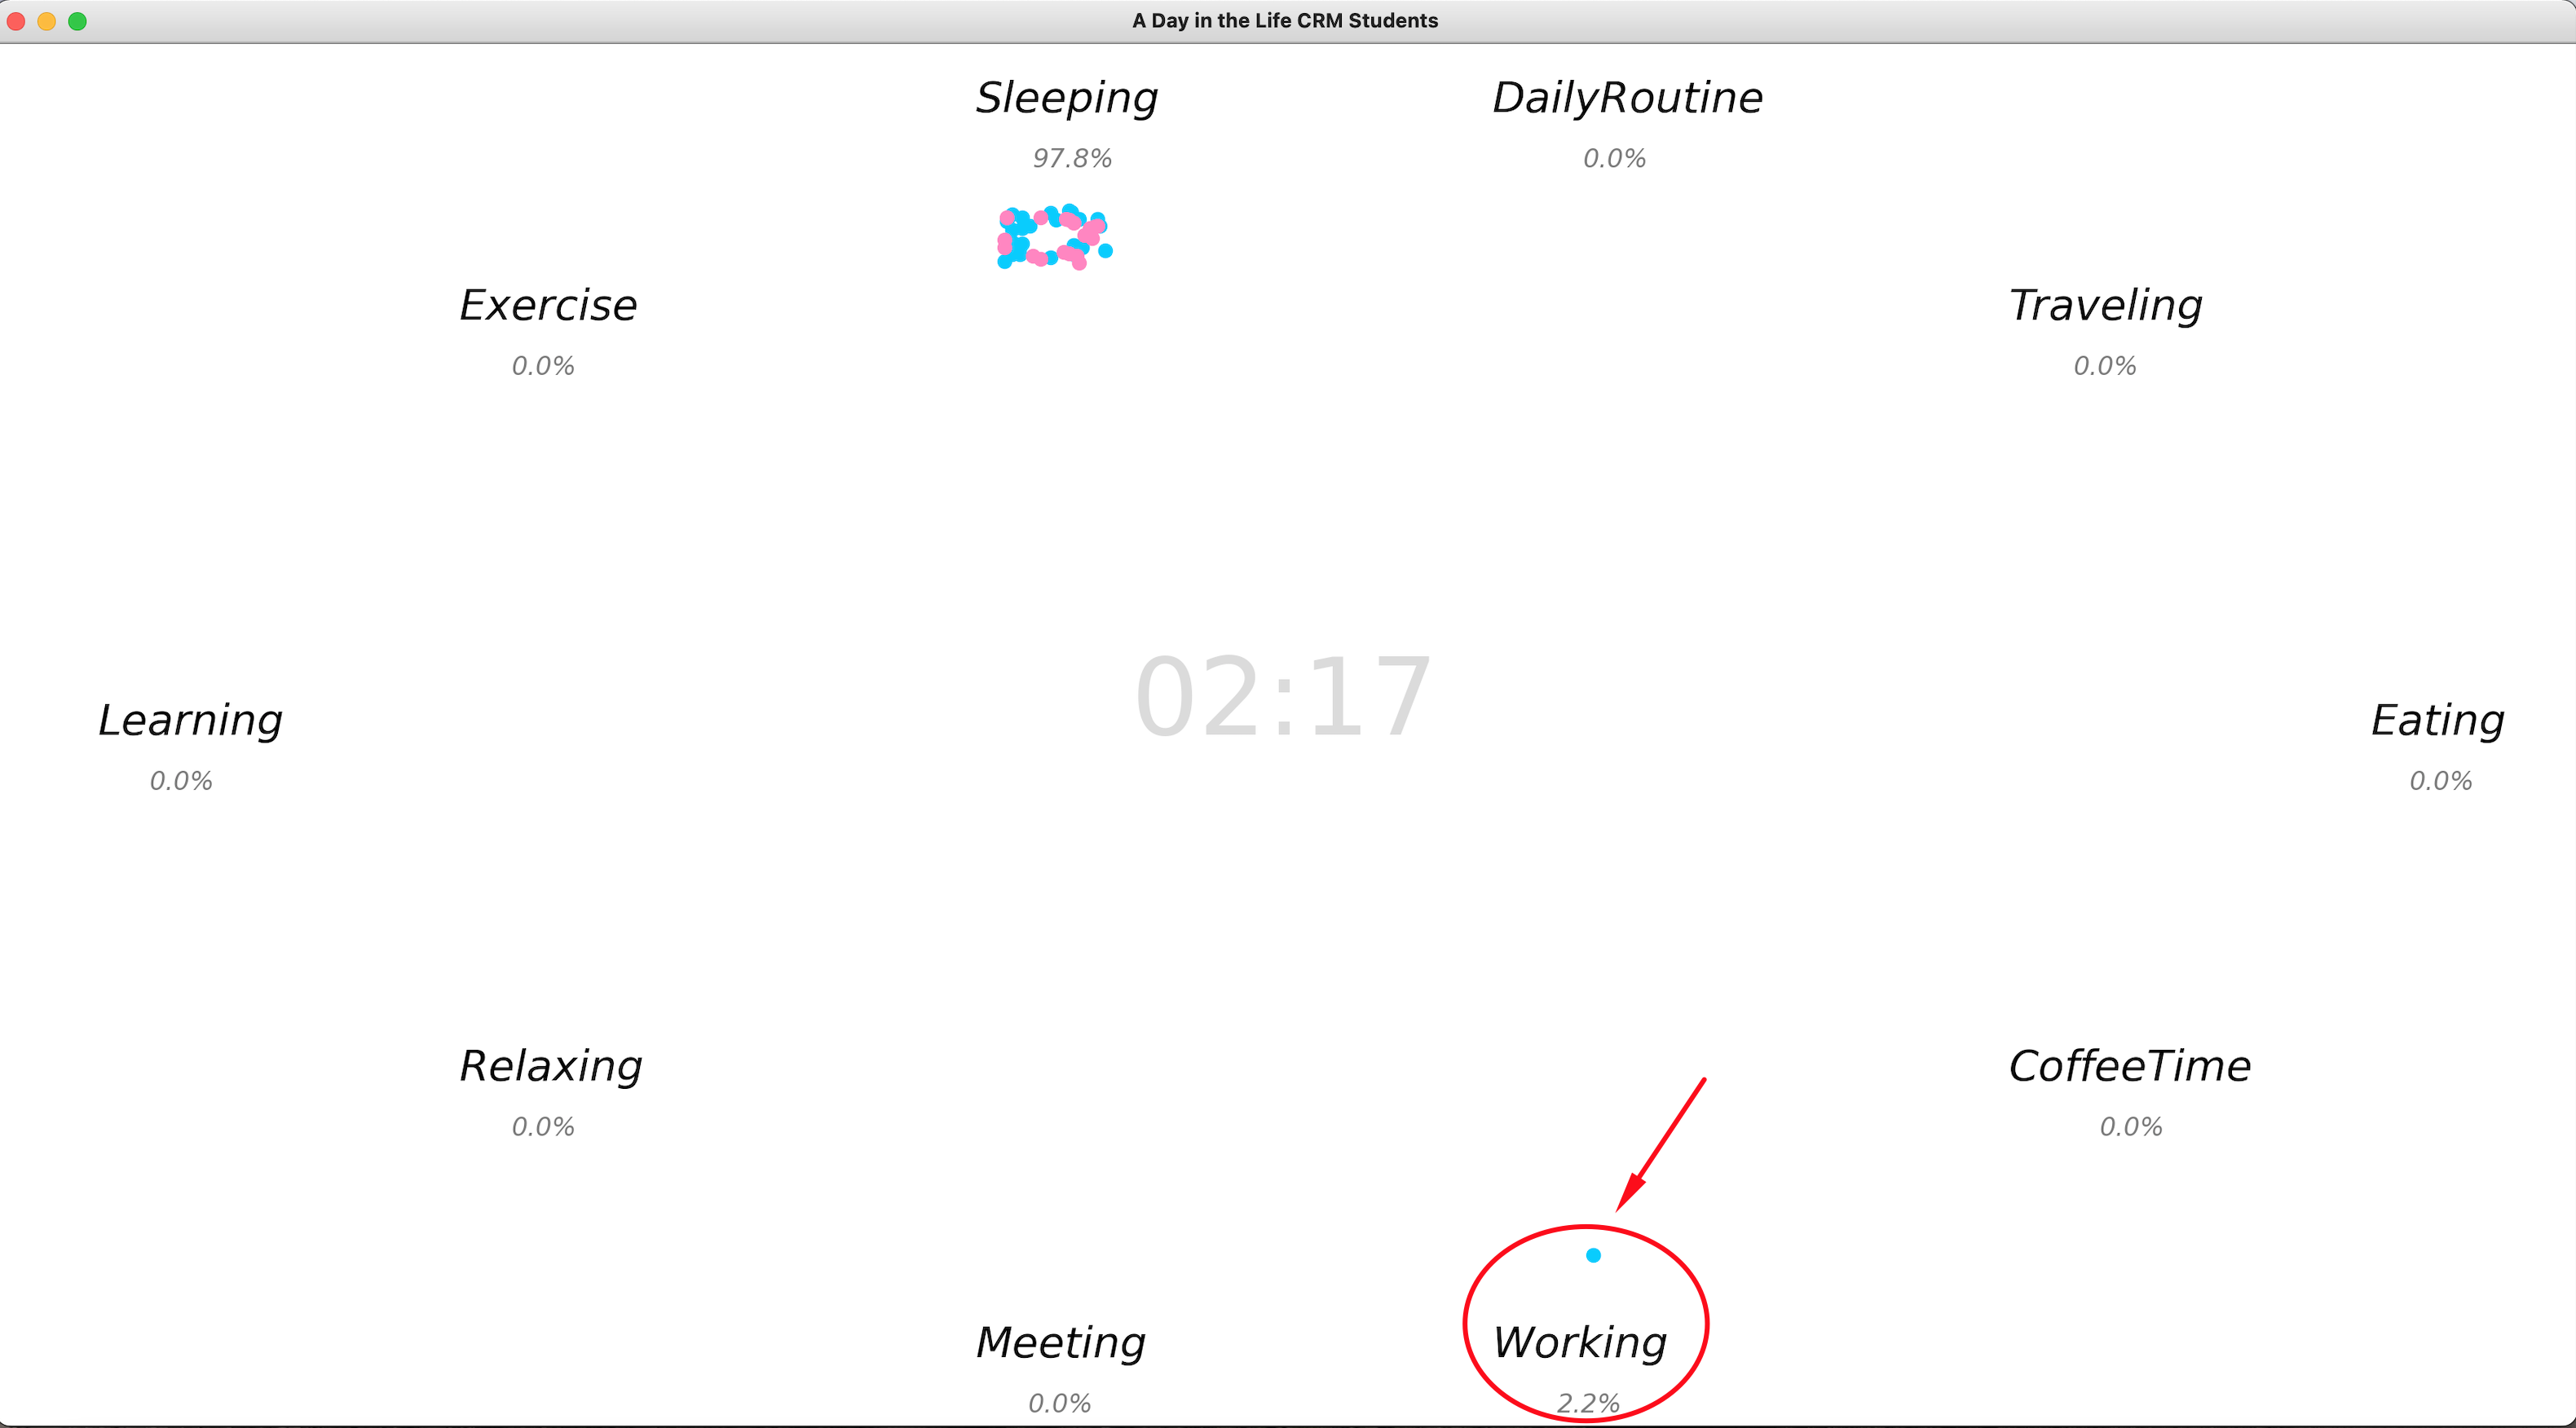 A Day in the Life CRM Students
Sleeping
97.8%
DailyRoutine
0.0%
Exercise
0.0%
Traveling
0.0%
02:17
Learning
0.0%
Eating
0.0%
Relaxing
0.0%
CoffeeTime
0.0%
Meeting
0.0%
Working
2.2%